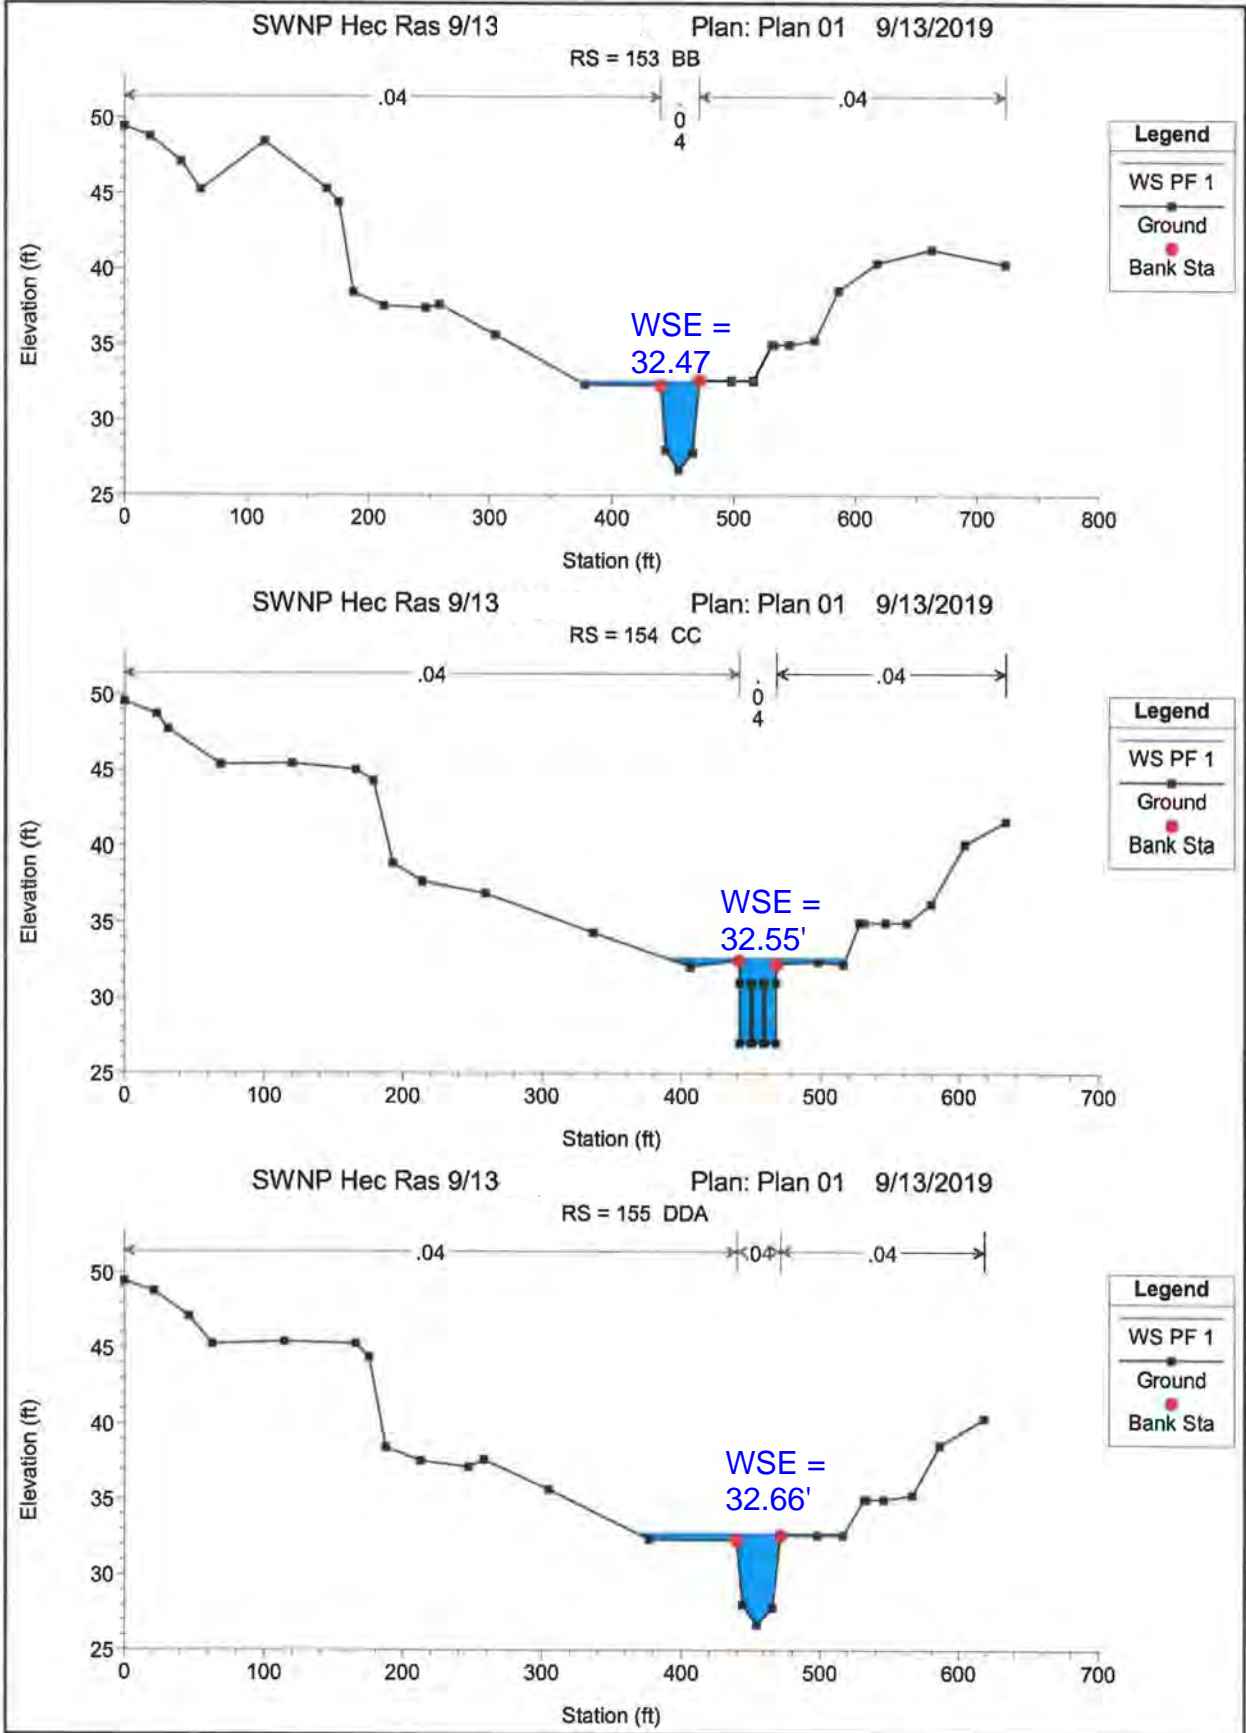 SWNP Hec Ras 9/13 Plan: Plan 01 9/13/2019
RS = 153 BB
.04 .04 .04
Elevation (ft)
50
45
40
35
30
25
WSE =
32.47
0 100 200 300 400 500 600 700 800
Station (ft)
Legend
WS PF 1
Ground
Bank Sta
SWNP Hec Ras 9/13 Plan: Plan 01 9/13/2019
RS = 154 CC
.04 .04 .04
Elevation (ft)
50
45
40
35
30
25
WSE =
32.55'
0 100 200 300 400 500 600 700
Station (ft)
Legend
WS PF 1
Ground
Bank Sta
SWNP Hec Ras 9/13 Plan: Plan 01 9/13/2019
RS = 155 DDA
.04 .04 .04
Elevation (ft)
50
45
40
35
30
25
WSE =
32.66'
0 100 200 300 400 500 600 700
Station (ft)
Legend
WS PF 1
Ground
Bank Sta